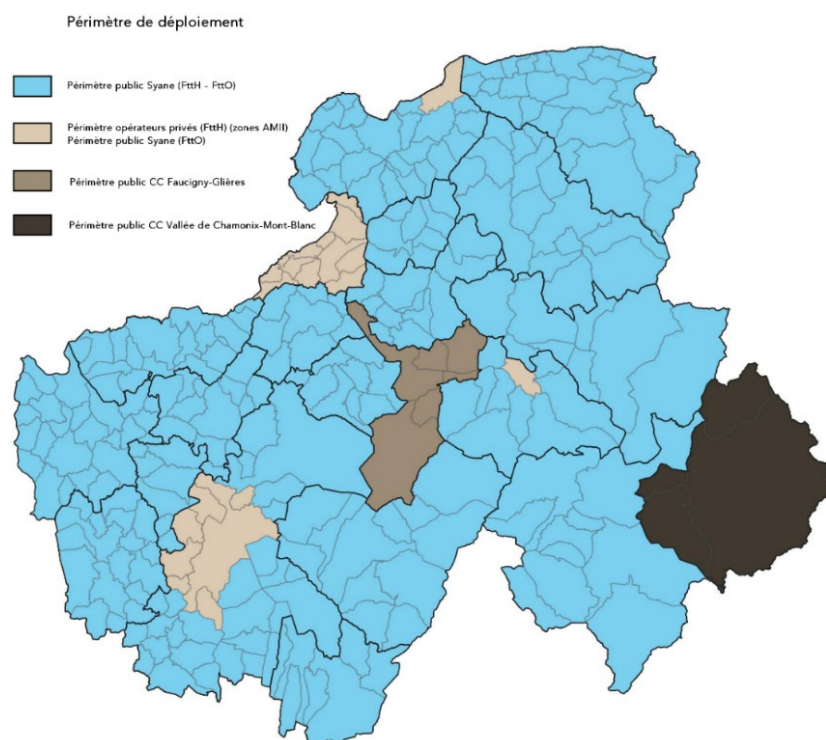 Périmètre de déploiement
Périmètre public Syane (FttH - FttO)
Périmètre opérateurs privés (FttH) (zones AMII)
Périmètre public Syane (FttO)
Périmètre public CC Faucigny-Glières
Périmètre public CC Vallée de Chamonix-Mont-Blanc